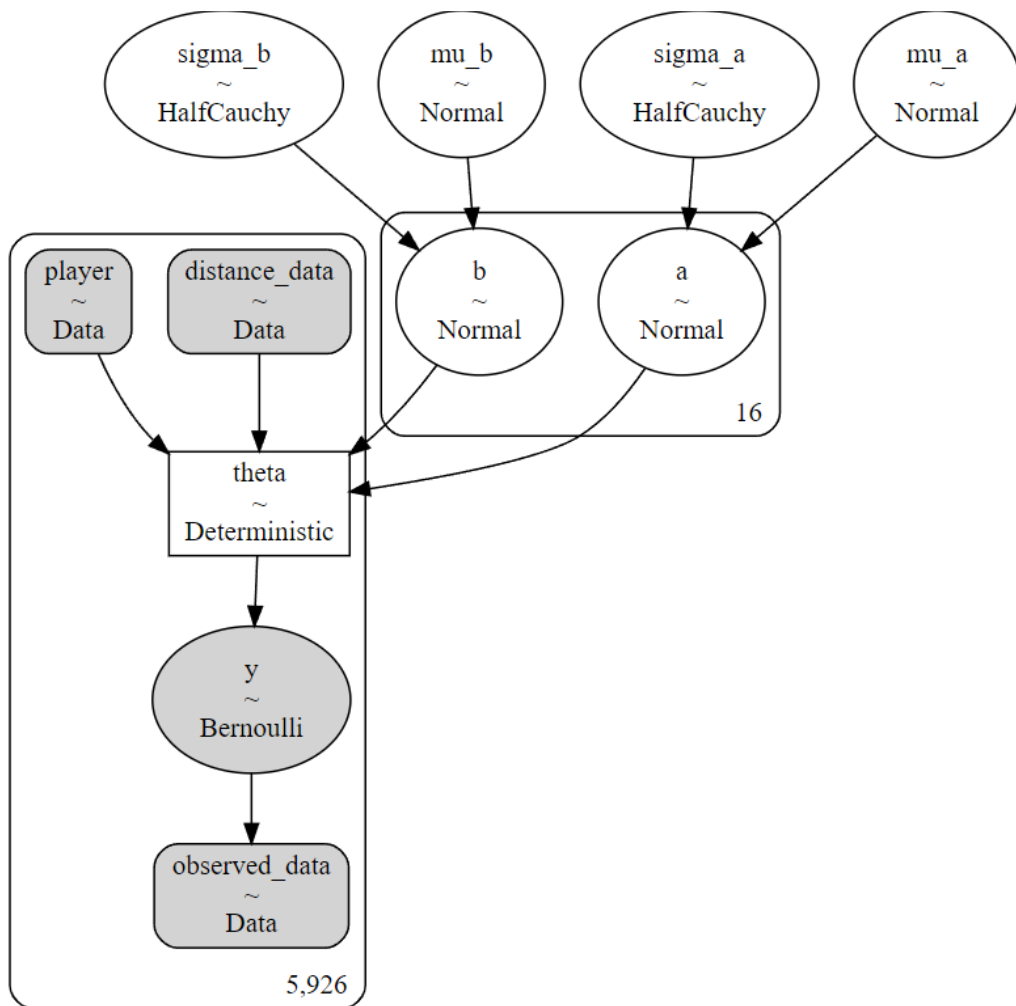 sigma_b
~
HalfCauchy
mu_b
~
Normal
sigma_a
~
HalfCauchy
mu_a
~
Normal
b
~
Normal
a
~
Normal
16
player
~
Data
distance_data
~
Data
theta
~
Deterministic
y
~
Bernoulli
observed_data
~
Data
5,926